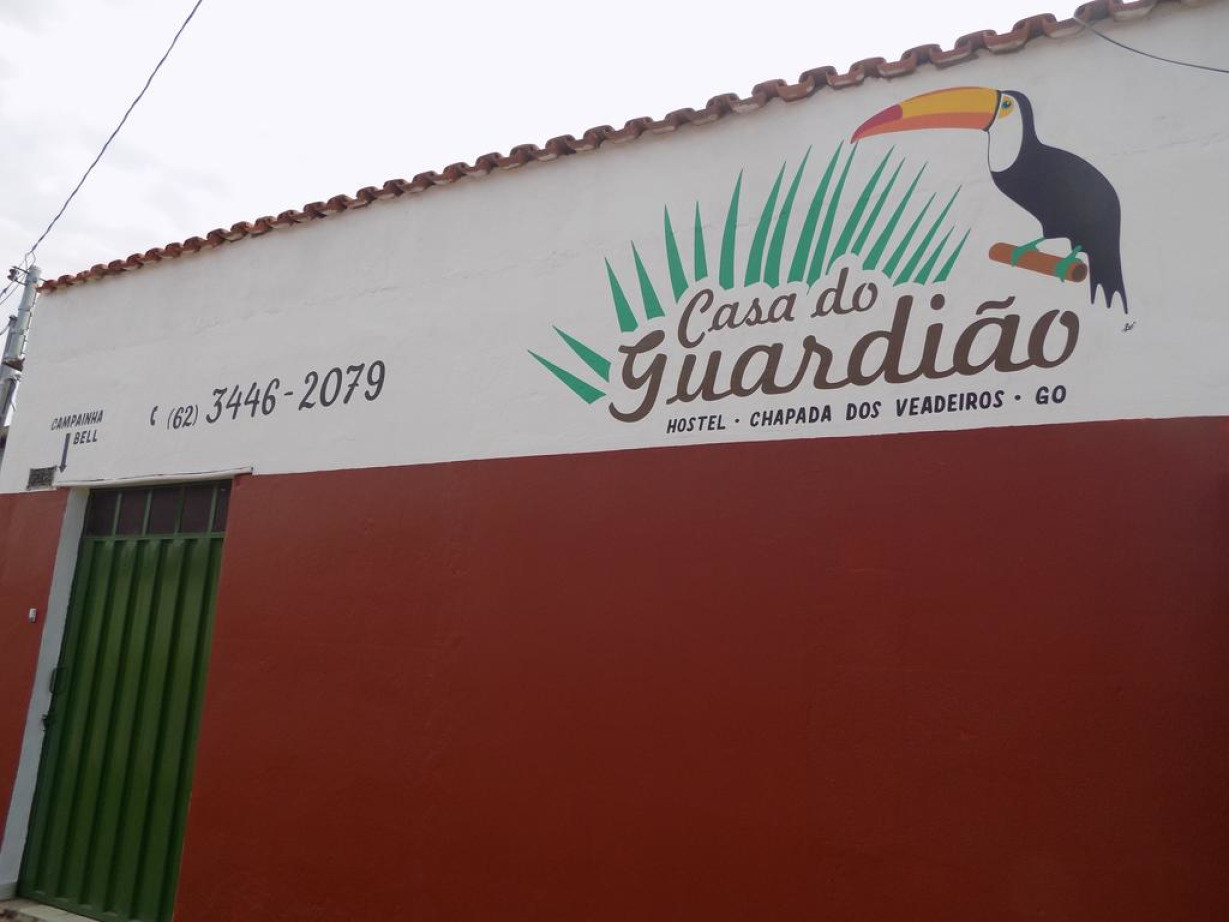 Casa do
Guardião
HOSTEL · CHAPADA DOS VEADEIROS · GO
(62) 3446-2079
CAMPAINHA
BELL